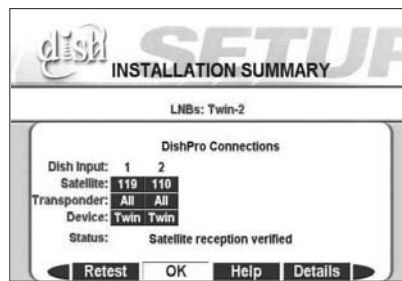 dish SETUP
INSTALLATION SUMMARY
LNBs: Twin-2
DishPro Connections
Dish Input: 1 2
Satellite: 119 110
Transponder: All All
Device: Twin Twin
Status: Satellite reception verified
Retest OK Help Details